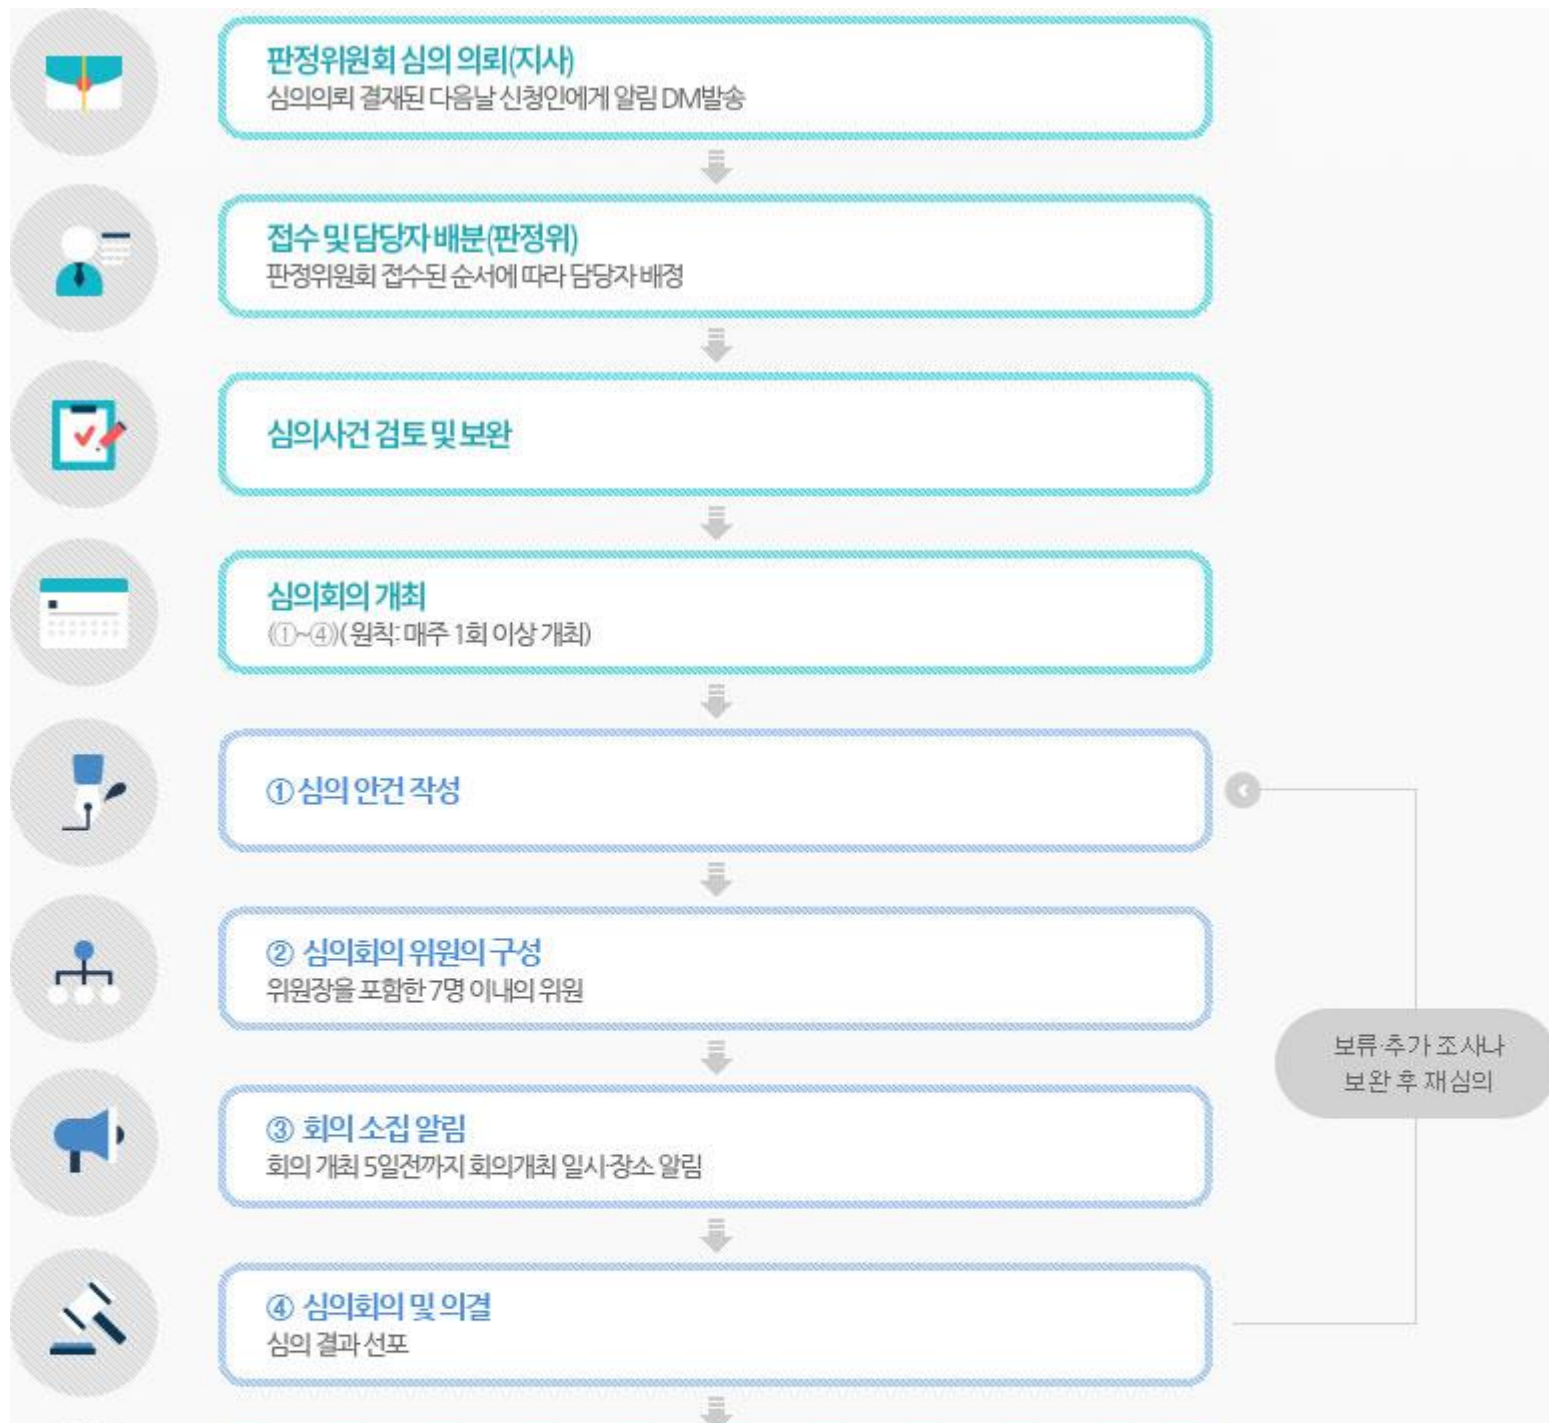 판정위원회 심의 의뢰(지사)
심의의뢰 결재된 다음날 신청인에게 알림 DM발송
접수 및 담당자 배분(판정위)
판정위원회 접수된 순서에 따라 담당자 배정
심의사건 검토 및 보완
심의회의 개최
(①~④)( 원칙: 매주 1회 이상 개최)
① 심의 안건 작성
② 심의회의 위원의 구성
위원장을 포함한 7명 이내의 위원
보류·추가 조사나
보완 후 재심의
③ 회의 소집 알림
회의 개최 5일전까지 회의개최 일시·장소 알림
④ 심의회의 및 의결
심의 결과 선포